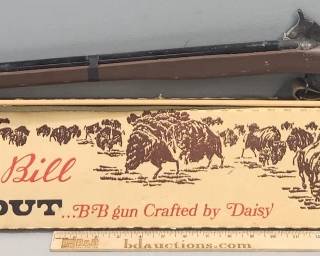 Bill
OUT...BB gun Crafted by Daisy
bdauctions.com